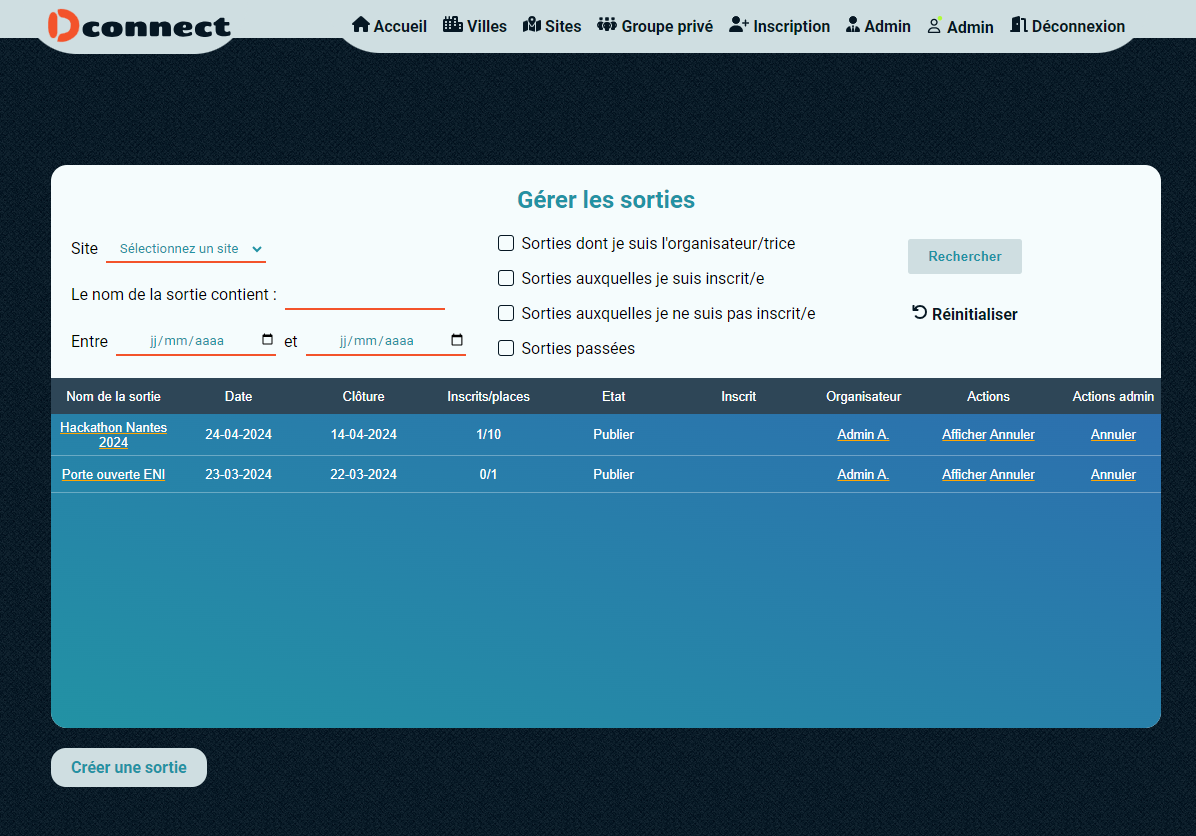 Dconnect
Accueil Villes Sites Groupe privé Inscription Admin Admin Déconnexion
Gérer les sorties
Site Sélectionnez un site
Le nom de la sortie contient :
Entre jj/mm/aaaa et jj/mm/aaaa
Sorties dont je suis l'organisateur/trice
Sorties auxquelles je suis inscrit/e
Sorties auxquelles je ne suis pas inscrit/e
Sorties passées
Rechercher
Réinitialiser
Nom de la sortie Date Clôture Inscrits/places Etat Inscrit Organisateur Actions Actions admin
Hackathon Nantes
2024 24-04-2024 14-04-2024 1/10 Publier Admin A. Afficher Annuler Annuler
Porte ouverte ENI 23-03-2024 22-03-2024 0/1 Publier Admin A. Afficher Annuler Annuler
Créer une sortie